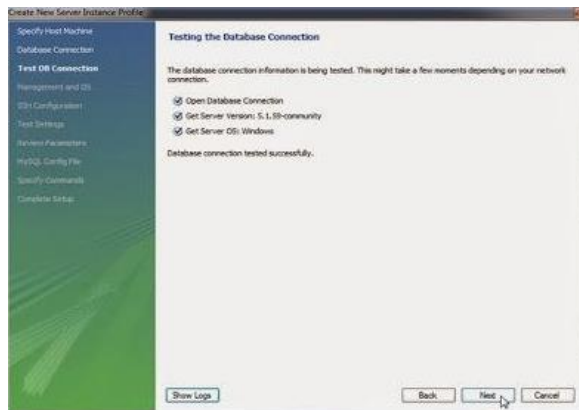 Create New Server Instance Profile
Specify Host Machine
Database Connection
Test DB Connection
Management and OS
SSH Configuration
Test Settings
Review Parameters
MySQL Config File
Specify Commands
Complete Setup
Testing the Database Connection
The database connection information is being tested. This might take a few moments depending on your network
connection.
Open Database Connection
Get Server Version: 5.1.59-community
Get Server OS: Windows
Database connection tested successfully.
Show Logs
Back
Next
Cancel